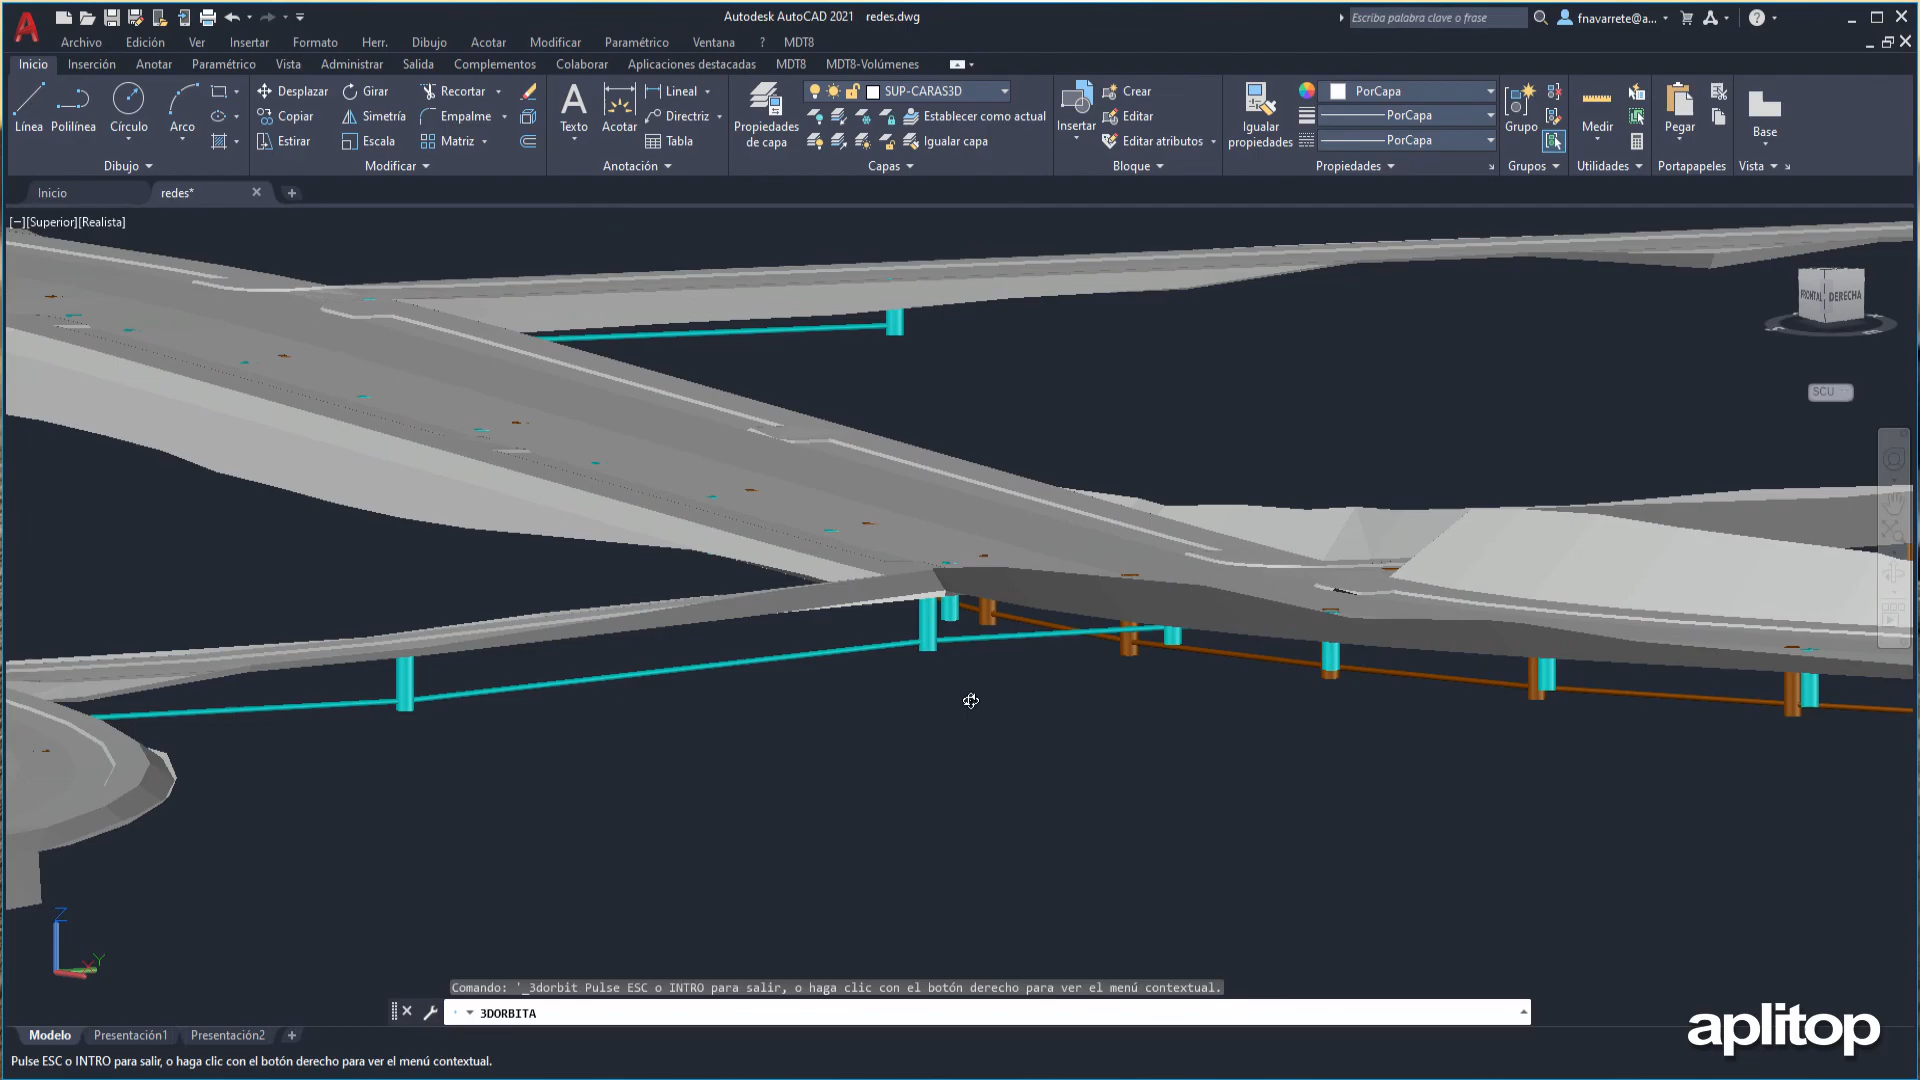 Autodesk AutoCAD 2021 redes.dwg
Escriba palabra clave o frase
fnavarrete@a...
Archivo Edición Ver Insertar Formato Herr. Dibujo Acotar Modificar Paramétrico Ventana ? MDT8
Inicio Inserción Anotar Paramétrico Vista Administrar Salida Complementos Colaborar Aplicaciones destacadas MDT8 MDT8-Volúmenes
Línea Polilínea Círculo Arco
Desplazar Girar Recortar
Copiar Simetría Empalme
Estirar Escala Matriz
Texto Acotar
Lineal
Directriz
Tabla
Propiedades
de capa
SUP-CARAS3D
Establecer como actual
Igualar capa
Insertar
Crear
Editar
Editar atributos
Igualar
propiedades
PorCapa
PorCapa
PorCapa
Grupo
Medir
Pegar
Base
Dibujo Modificar Anotación Capas Bloque Propiedades Grupos Utilidades Portapapeles Vista
Inicio redes*
[−][Superior][Realista]
FRONTAL DERECHA
SCU
Z
X
Y
Comando: '_3dorbit Pulse ESC o INTRO para salir, o haga clic con el botón derecho para ver el menú contextual.
3DORBITA
aplitop
Modelo Presentación1 Presentación2
Pulse ESC o INTRO para salir, o haga clic con el botón derecho para ver el menú contextual.